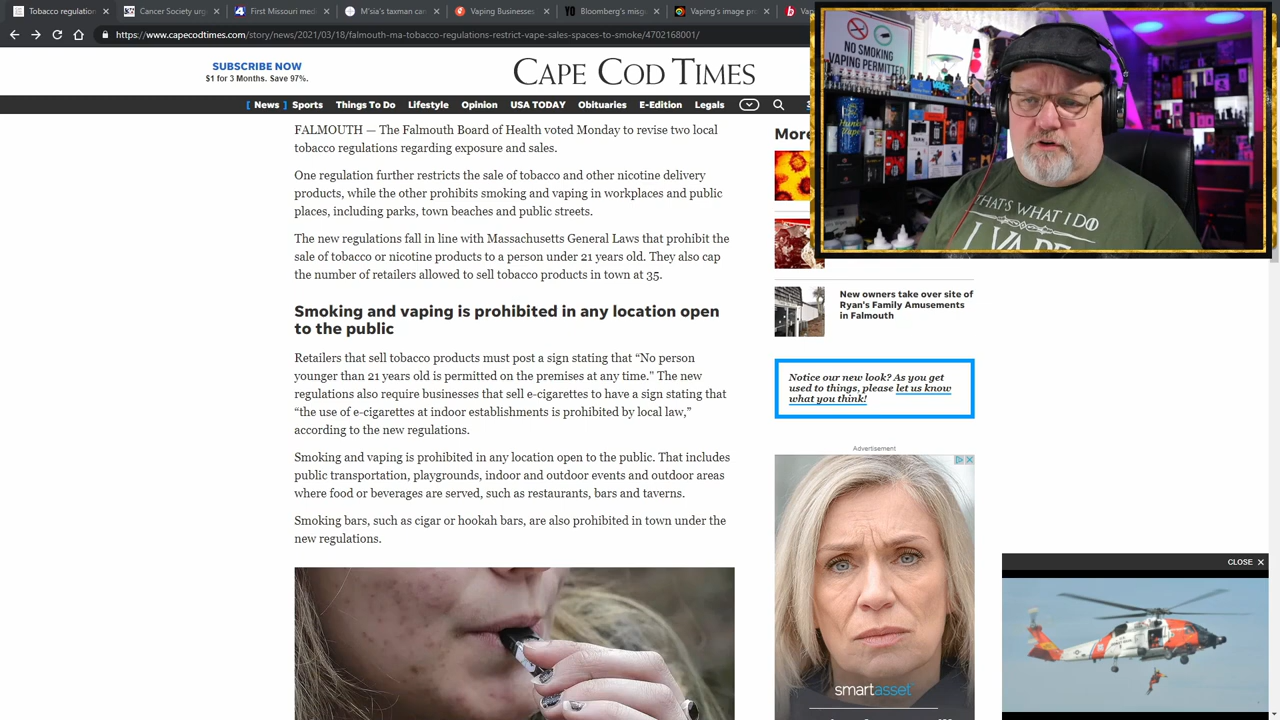 Tobacco regulatio
Cancer Society
4 First
M'sia's
Bloomberg's mis
b Vap
w.capecodtimes.com
regulations-restrict-vape-sales-places-to-smoke/4702168001/
SUBSCRIBE NOW
$1 for 3 Months. Save 97%.
CAPE COD TIMES
[ News ] Sports Things To Do Lifestyle Opinion USA TODAY Obituaries E-Edition Legals
FALMOUTH — The Falmouth Board of Health voted Monday to revise two local
tobacco regulations regarding exposure and sales.
One regulation further restricts the sale of tobacco and other nicotine delivery
products, while the other prohibits smoking and vaping in workplaces and public
places, including parks, town beaches and public streets.
The new regulations fall in line with Massachusetts General Laws that prohibit the
sale of nicotine products to any person under 21 years old. They also cap
the number of retailers allowed to sell tobacco products in town at 35.
Smoking and vaping is prohibited in any location open
to the public
Retailers that sell tobacco products must post a sign stating that “No person
younger than 21 years old is permitted on the premises at any time.” The new
regulations also require businesses that sell e-cigarettes to have a sign stating that
“the use of e-cigarettes at indoor establishments is prohibited by local law,”
according to the new regulations.
Smoking and vaping is prohibited in any location open to the public. That includes
public transportation, playgrounds, indoor and outdoor events and outdoor areas
where food or beverages are served, such as restaurants, bars and taverns.
Smoking bars, such as cigar or hookah bars, are also prohibited in town under the
new regulations.
More
New owners take over site of
Ryan's Family Amusements
in Falmouth
Notice our new look? As you get
used to things, please let us know
what you think!
Advertisement
smartasset
NO SMOKING
VAPING PERMITTED
THAT'S WHAT I DO
I VAPE
CLOSE X